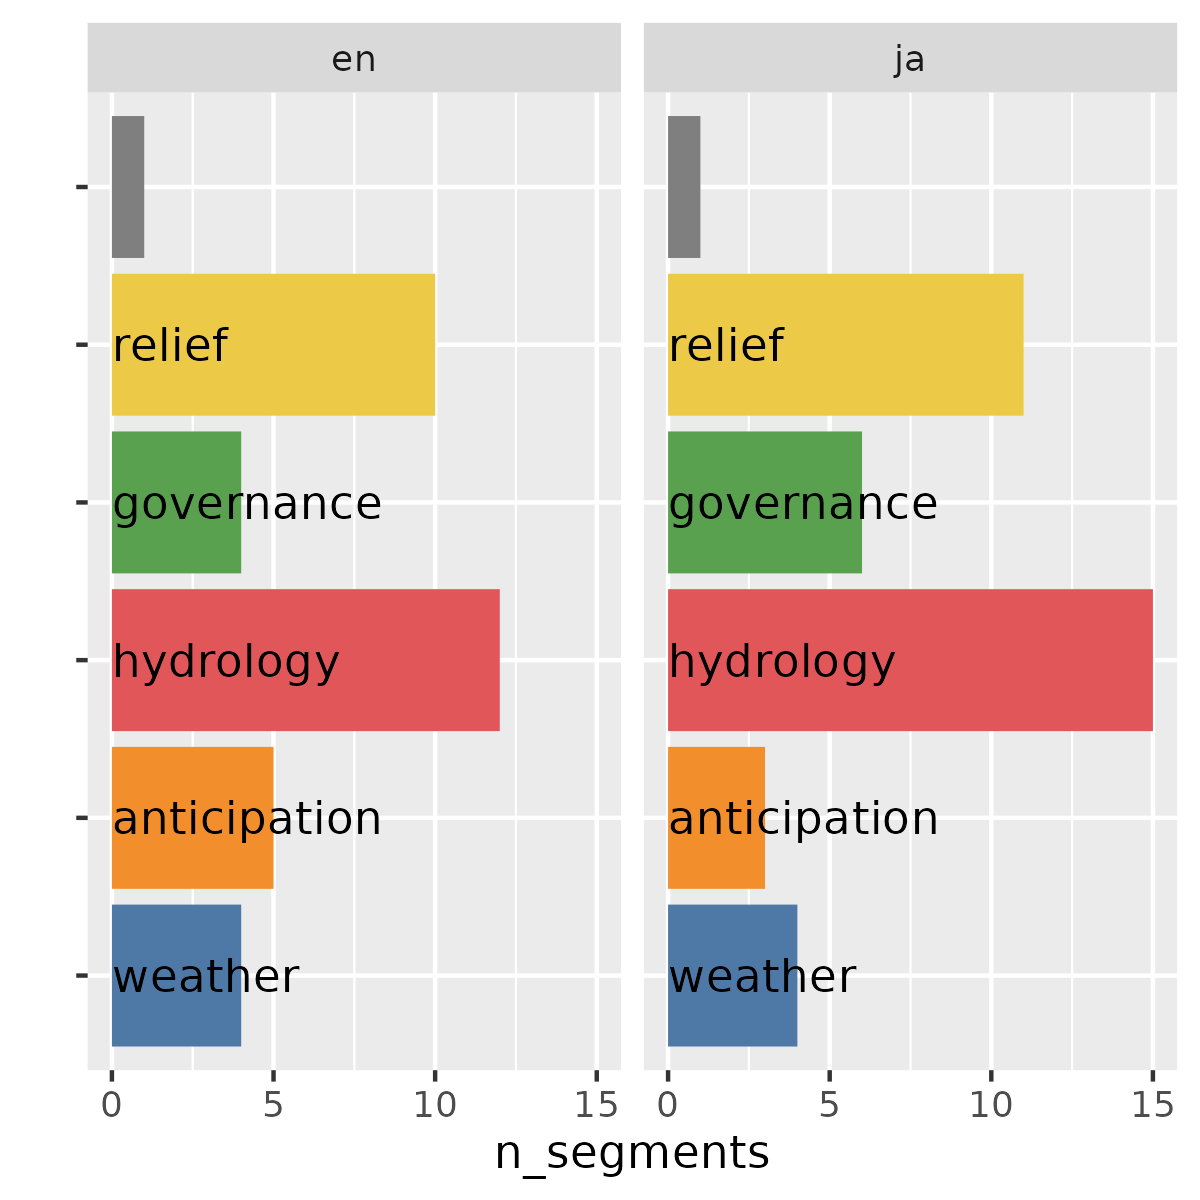 en
ja
relief
relief
governance
governance
hydrology
hydrology
anticipation
anticipation
weather
weather
0 5 10 15 0 5 10 15
n_segments